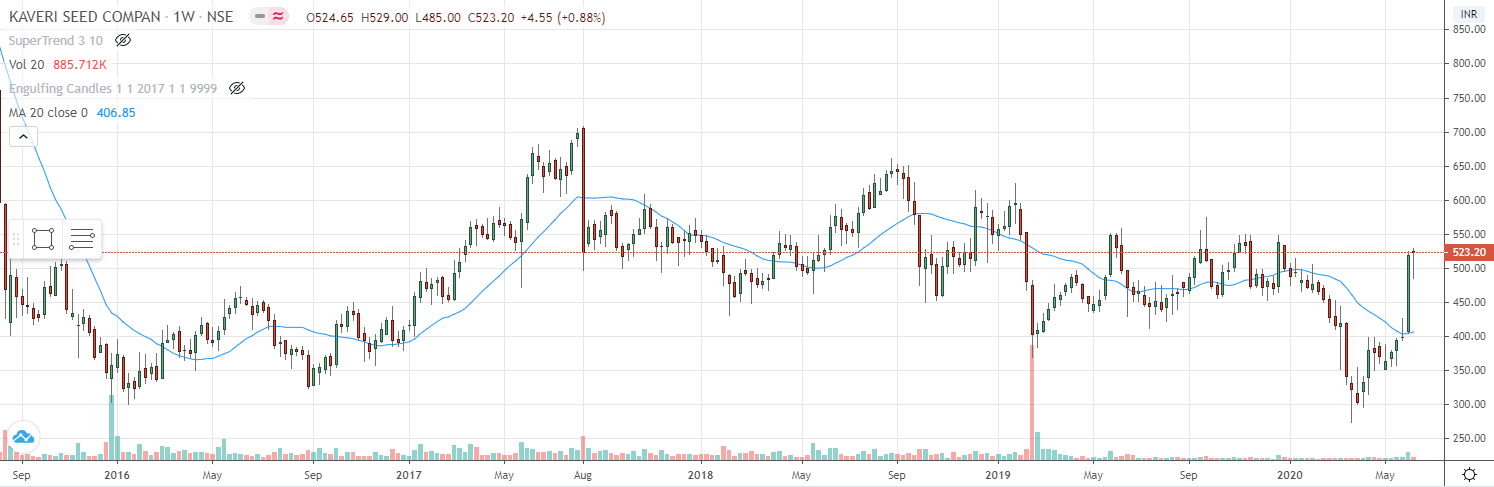 KAVERI SEED COMPAN · 1W · NSE
O524.65 H529.00 L485.00 C523.20 +4.55 (+0.88%)
INR
SuperTrend 3 10
Vol 20 885.712K
Engulfing Candles 1 1 2017 1 1 9999
MA 20 close 0 406.85
850.00
800.00
750.00
700.00
650.00
600.00
550.00
523.20
500.00
450.00
400.00
350.00
300.00
250.00
Sep 2016 May Sep 2017 May Aug 2018 May Sep 2019 May Sep 2020 May